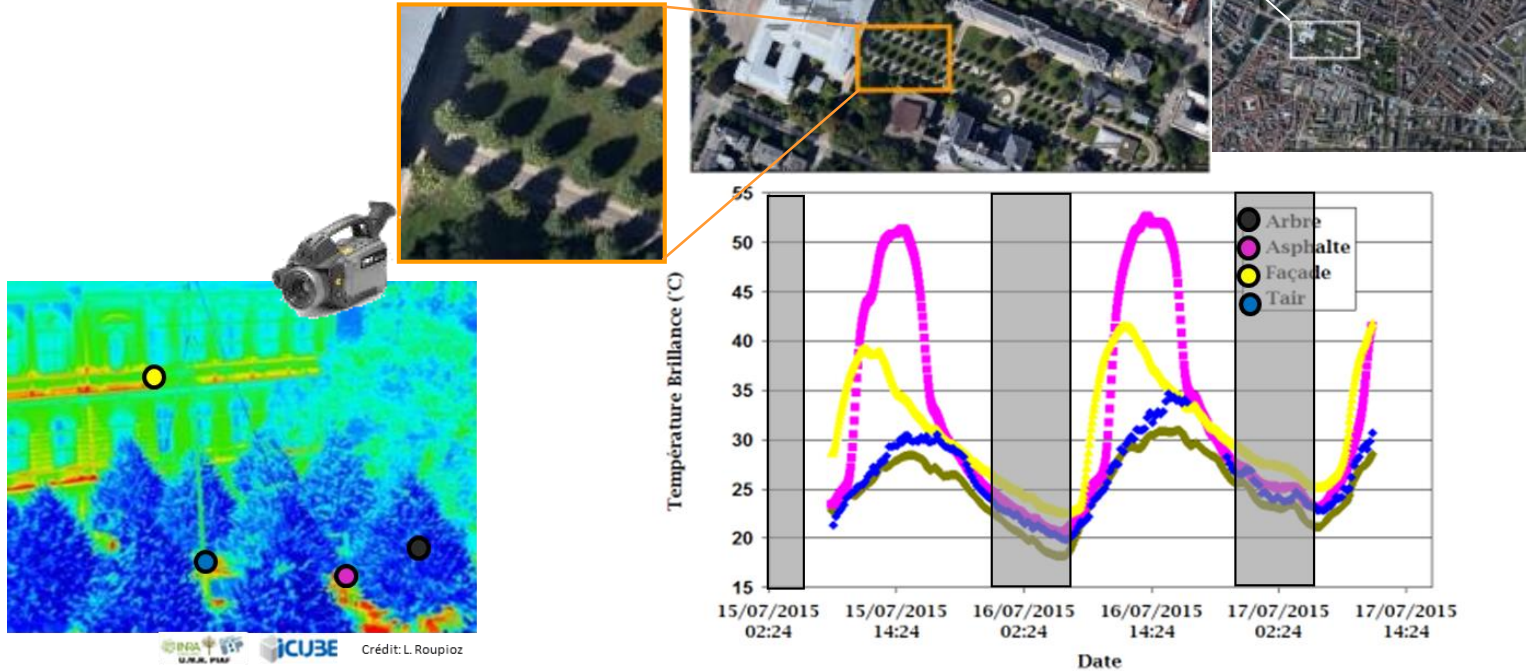 55
50
45
40
35
30
25
20
15
Température Brillance (°C)
Arbre
Asphalte
Façade
Tair
15/07/2015 02:24
15/07/2015 14:24
16/07/2015 02:24
16/07/2015 14:24
17/07/2015 02:24
17/07/2015 14:24
Date
INRA
U.M.R. PIAF
iCUBE
Crédit: L. Roupioz